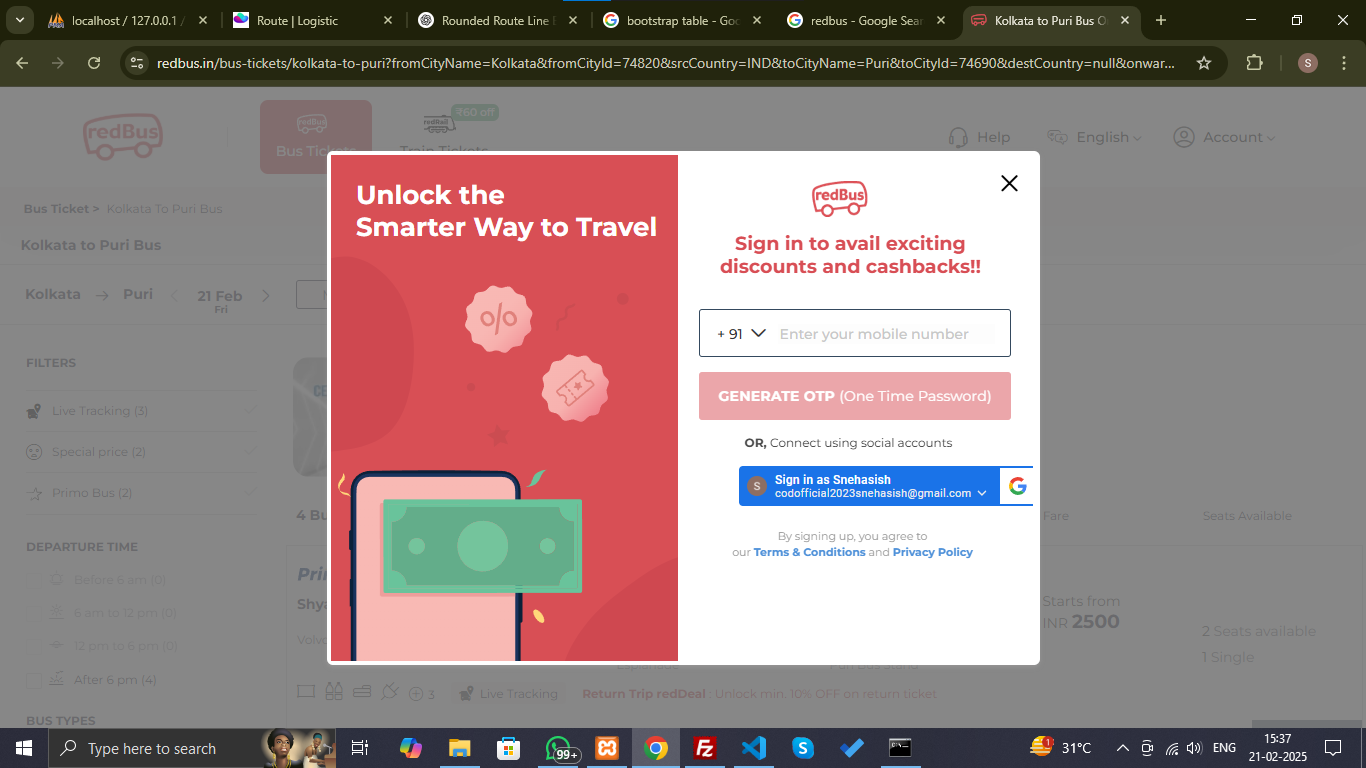 localhost / 127.0.0.1 /
Route | Logistic
Rounded Route Line
bootstrap table - Goo
redbus - Google Sear
Kolkata to Puri Bus O
redbus.in/bus-tickets/kolkata-to-puri?fromCityName=Kolkata&fromCityId=74820&srcCountry=IND&toCityName=Puri&toCityId=74690&destCountry=null&onwar...
S
redBus
Bus Tickets
₹60 off
redRail
Train Tickets
Help
English
Account
Bus Ticket > Kolkata To Puri Bus
Kolkata to Puri Bus
Kolkata → Puri
21 Feb
Fri
FILTERS
Live Tracking (3)
Special price (2)
Primo Bus (2)
4 Bu
DEPARTURE TIME
Before 6 am (0)
6 am to 12 pm (0)
12 pm to 6 pm (0)
After 6 pm (4)
BUS TYPES
Unlock the
Smarter Way to Travel
%
redBus
Sign in to avail exciting
discounts and cashbacks!!
+ 91 Enter your mobile number
GENERATE OTP (One Time Password)
OR, Connect using social accounts
S
Sign in as Snehasish
codofficial2023snehasish@gmail.com
G
By signing up, you agree to
our Terms & Conditions and Privacy Policy
Fare
Seats Available
Pri
Shya
Volvo
Starts from
INR 2500
2 Seats available
1 Single
3
Live Tracking
Return Trip redDeal : Unlock min. 10% OFF on return ticket
Type here to search
99+
Fz
1
31°C
ENG
15:37
21-02-2025